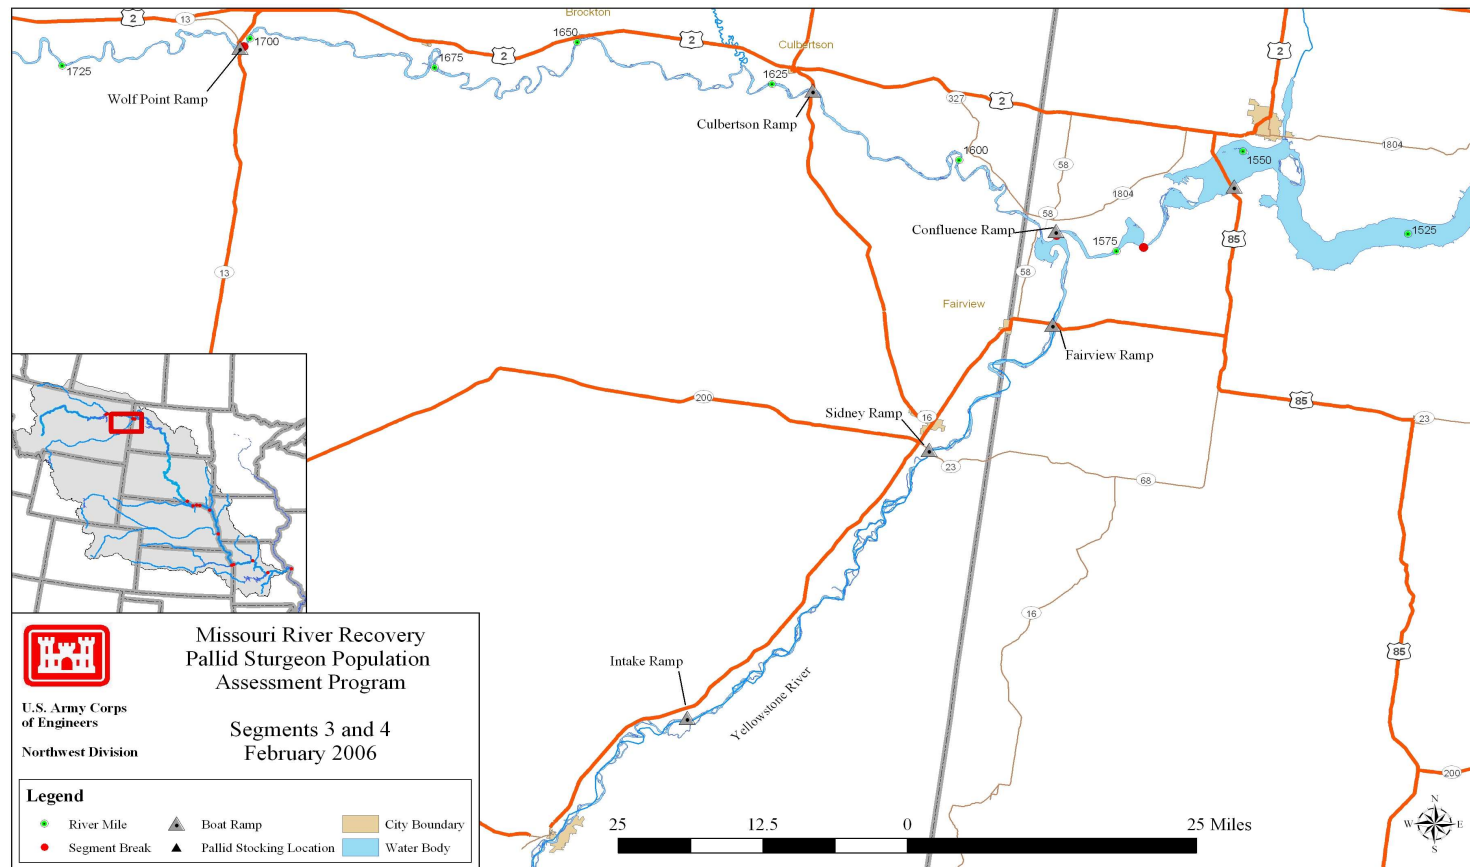 Brockton
2
13
1700
1650
2
Culbertson
2
1725
1675
1625
Wolf Point Ramp
Culbertson Ramp
327
2
1600
58
1804
1550
1804
58
Confluence Ramp
1575
85
1525
13
58
Fairview
Fairview Ramp
200
Sidney Ramp
16
85
23
23
68
16
Intake Ramp
Yellowstone River
85
200
Missouri River Recovery
Pallid Sturgeon Population
Assessment Program
U.S. Army Corps
of Engineers
Northwest Division
Segments 3 and 4
February 2006
Legend
River Mile
Boat Ramp
City Boundary
Segment Break
Pallid Stocking Location
Water Body
25 12.5 0 25 Miles
N
W E
S